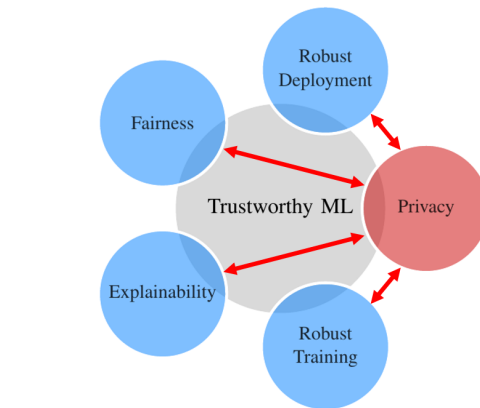 Robust
Deployment
Fairness
Trustworthy ML
Privacy
Explainability
Robust
Training